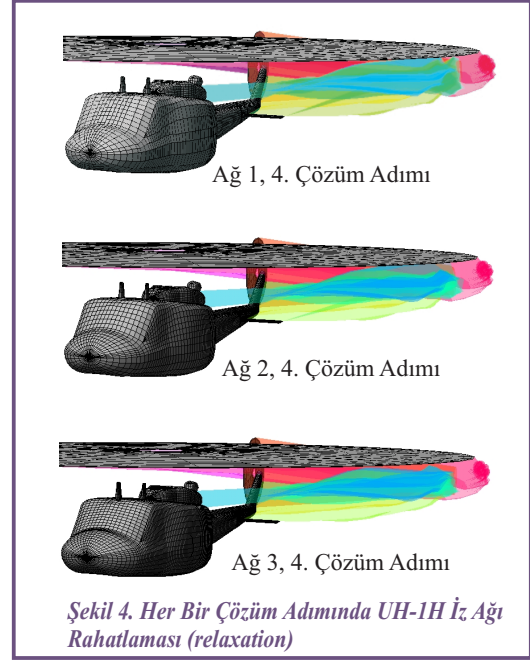 Ağ 1, 4. Çözüm Adımı
Ağ 2, 4. Çözüm Adımı
Ağ 3, 4. Çözüm Adımı
Şekil 4. Her Bir Çözüm Adımında UH-1H İz Ağı
Rahatlaması (relaxation)